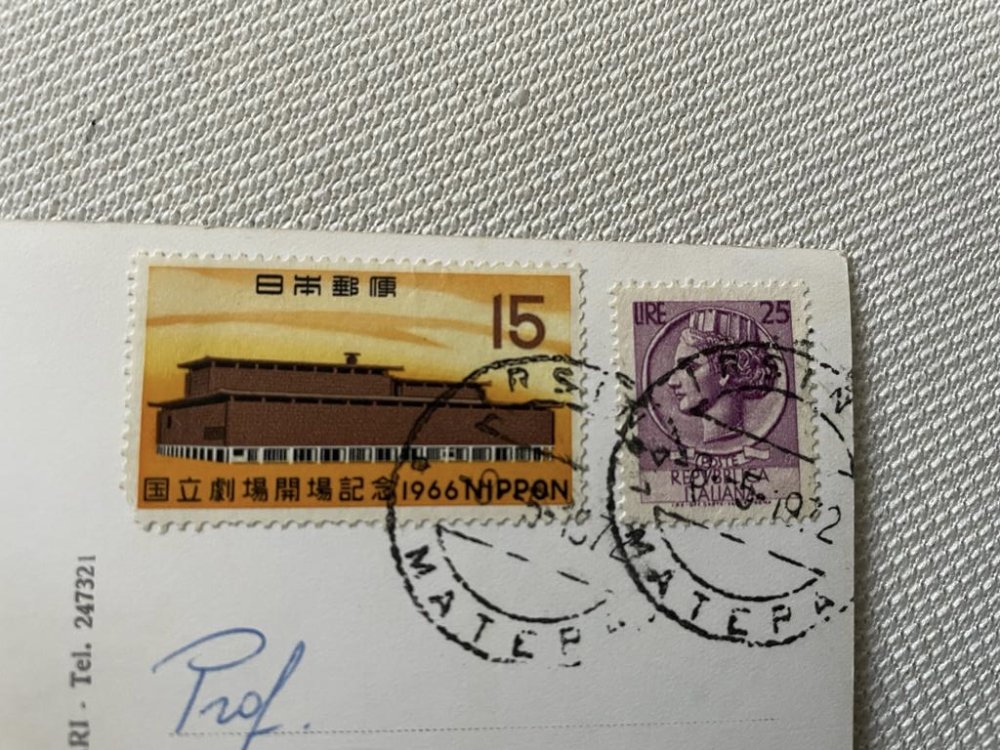 日本郵便
15
国立劇場開場記念 1966 NIPPON
LIRE 25
POSTE
REPVBBLICA
ITALIANA
MATERA
MATERA
RI - Tel. 247321
Prof.